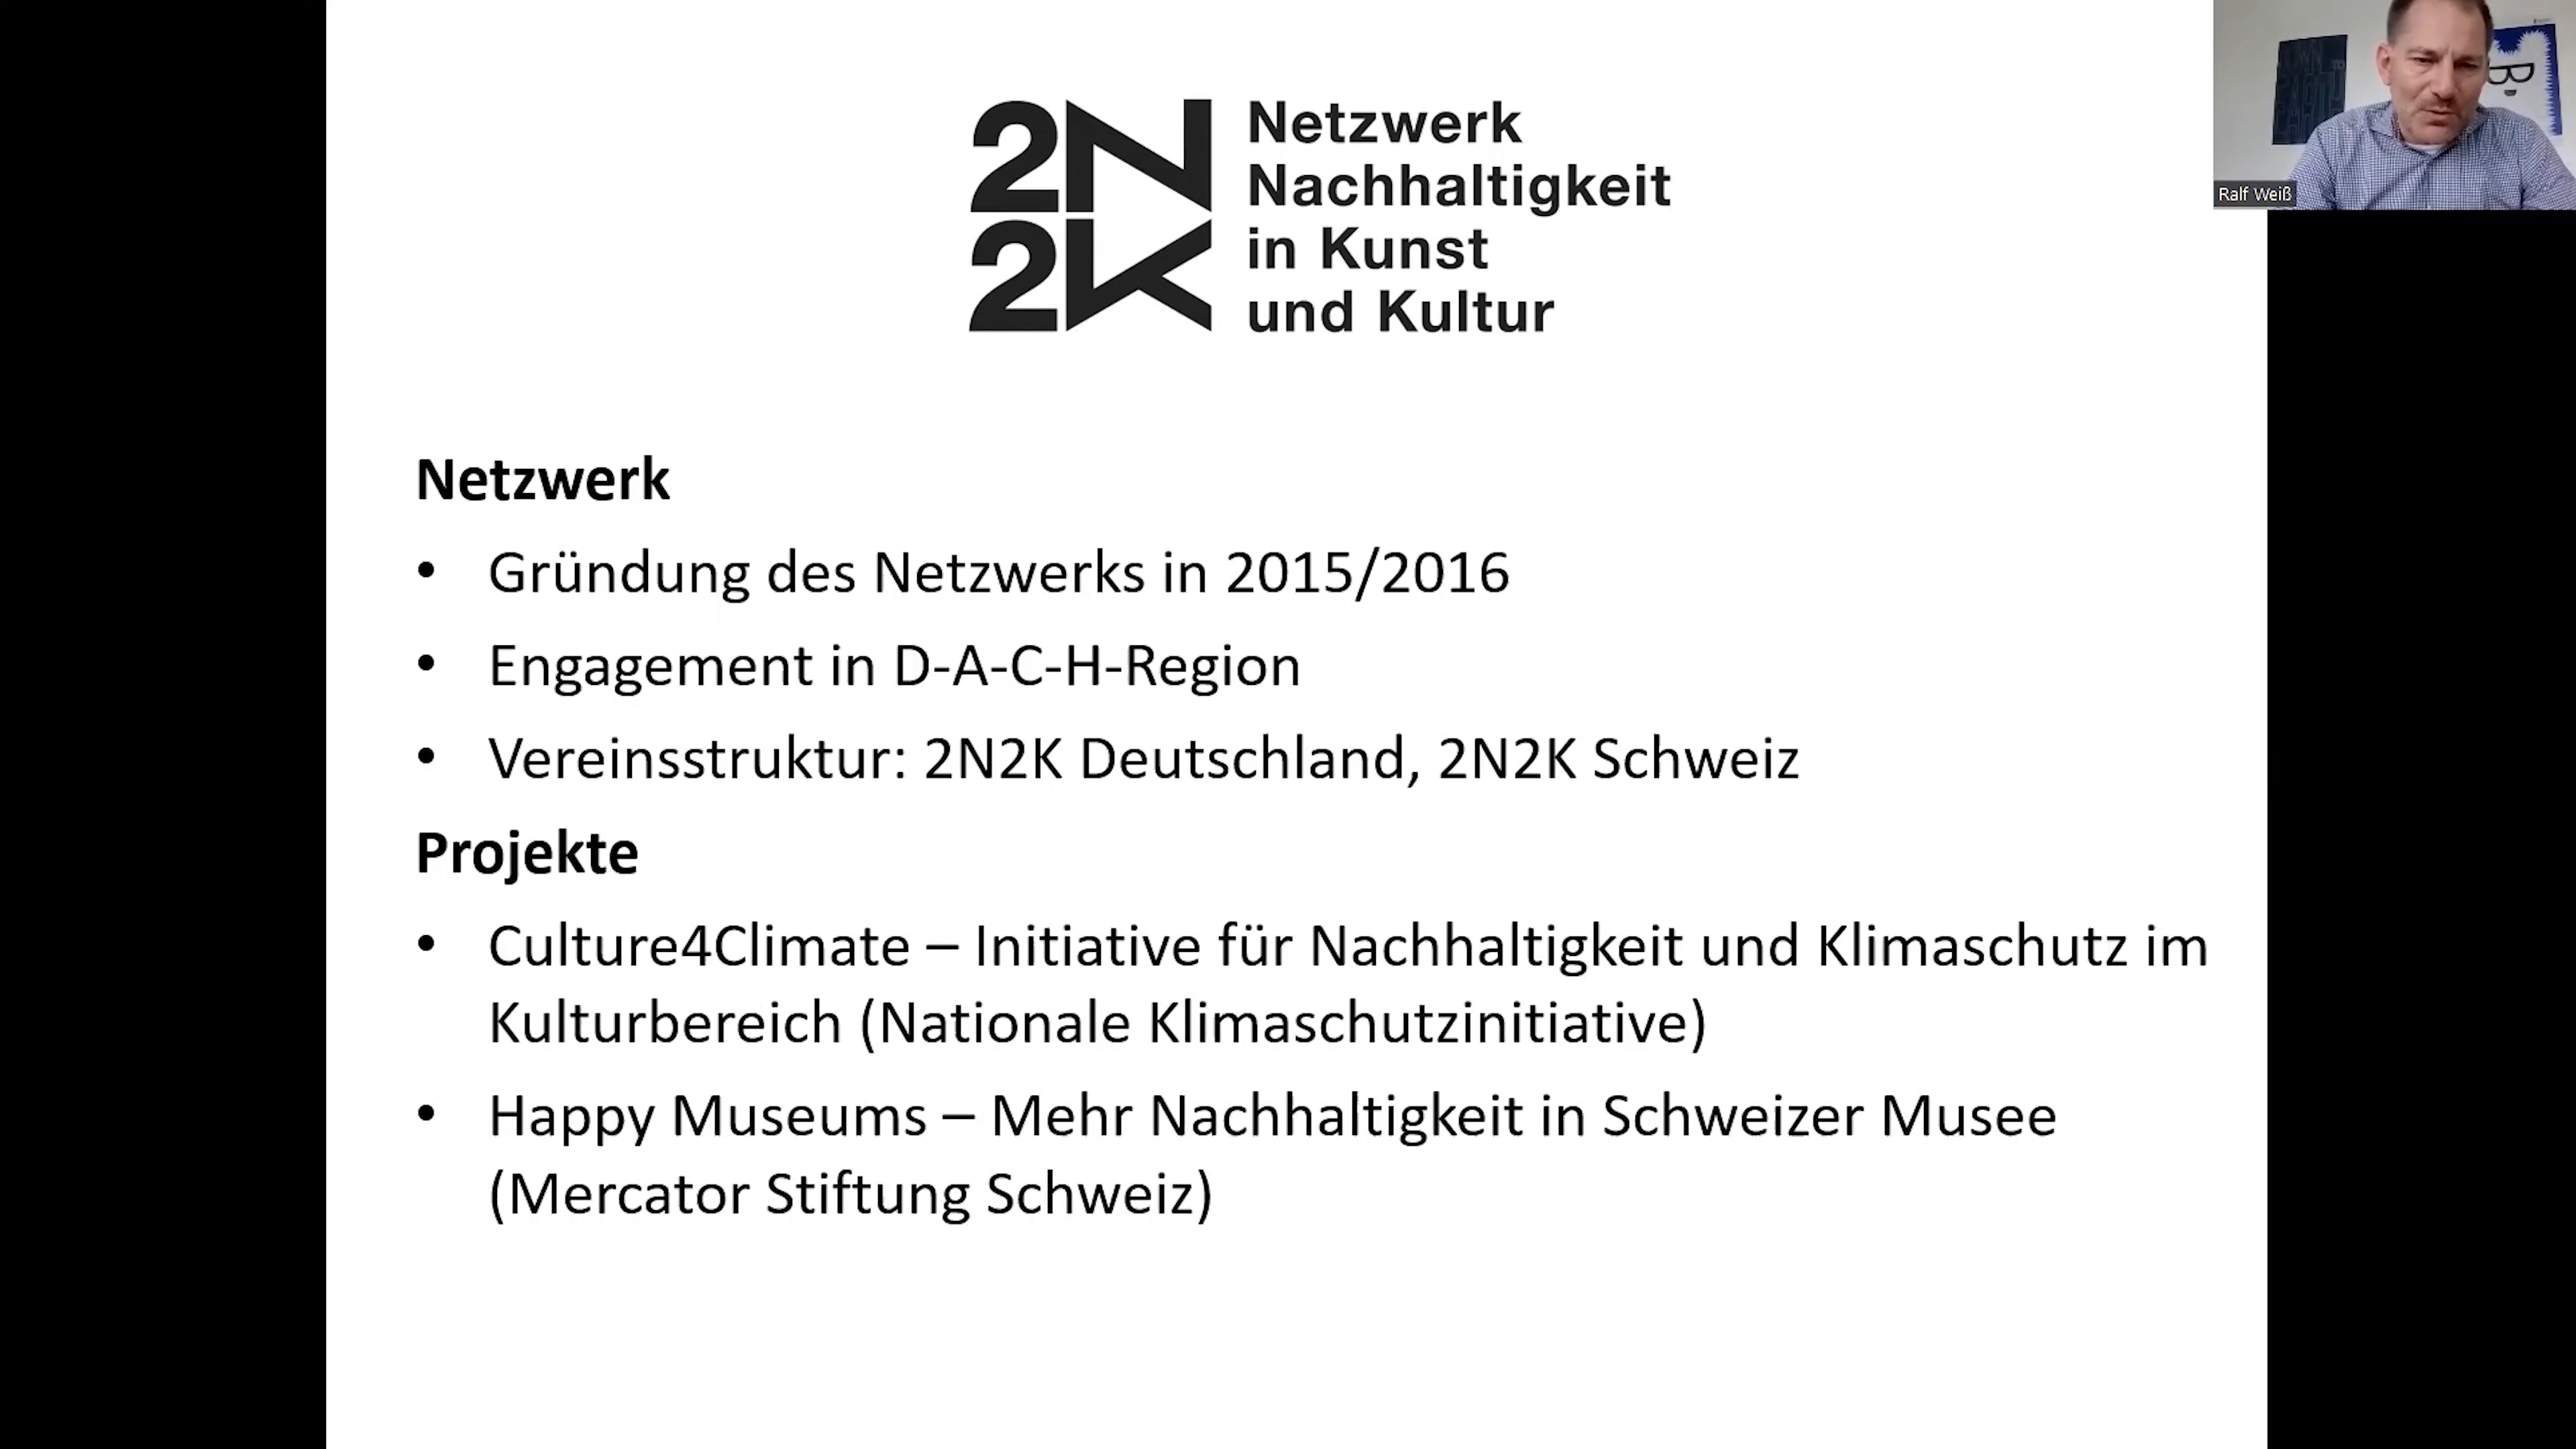 2N
2K
Netzwerk
Nachhaltigkeit
in Kunst
und Kultur
Ralf Weiß
Netzwerk
• Gründung des Netzwerks in 2015/2016
• Engagement in D-A-C-H-Region
• Vereinsstruktur: 2N2K Deutschland, 2N2K Schweiz
Projekte
• Culture4Climate – Initiative für Nachhaltigkeit und Klimaschutz im
Kulturbereich (Nationale Klimaschutzinitiative)
• Happy Museums – Mehr Nachhaltigkeit in Schweizer Musee
(Mercator Stiftung Schweiz)